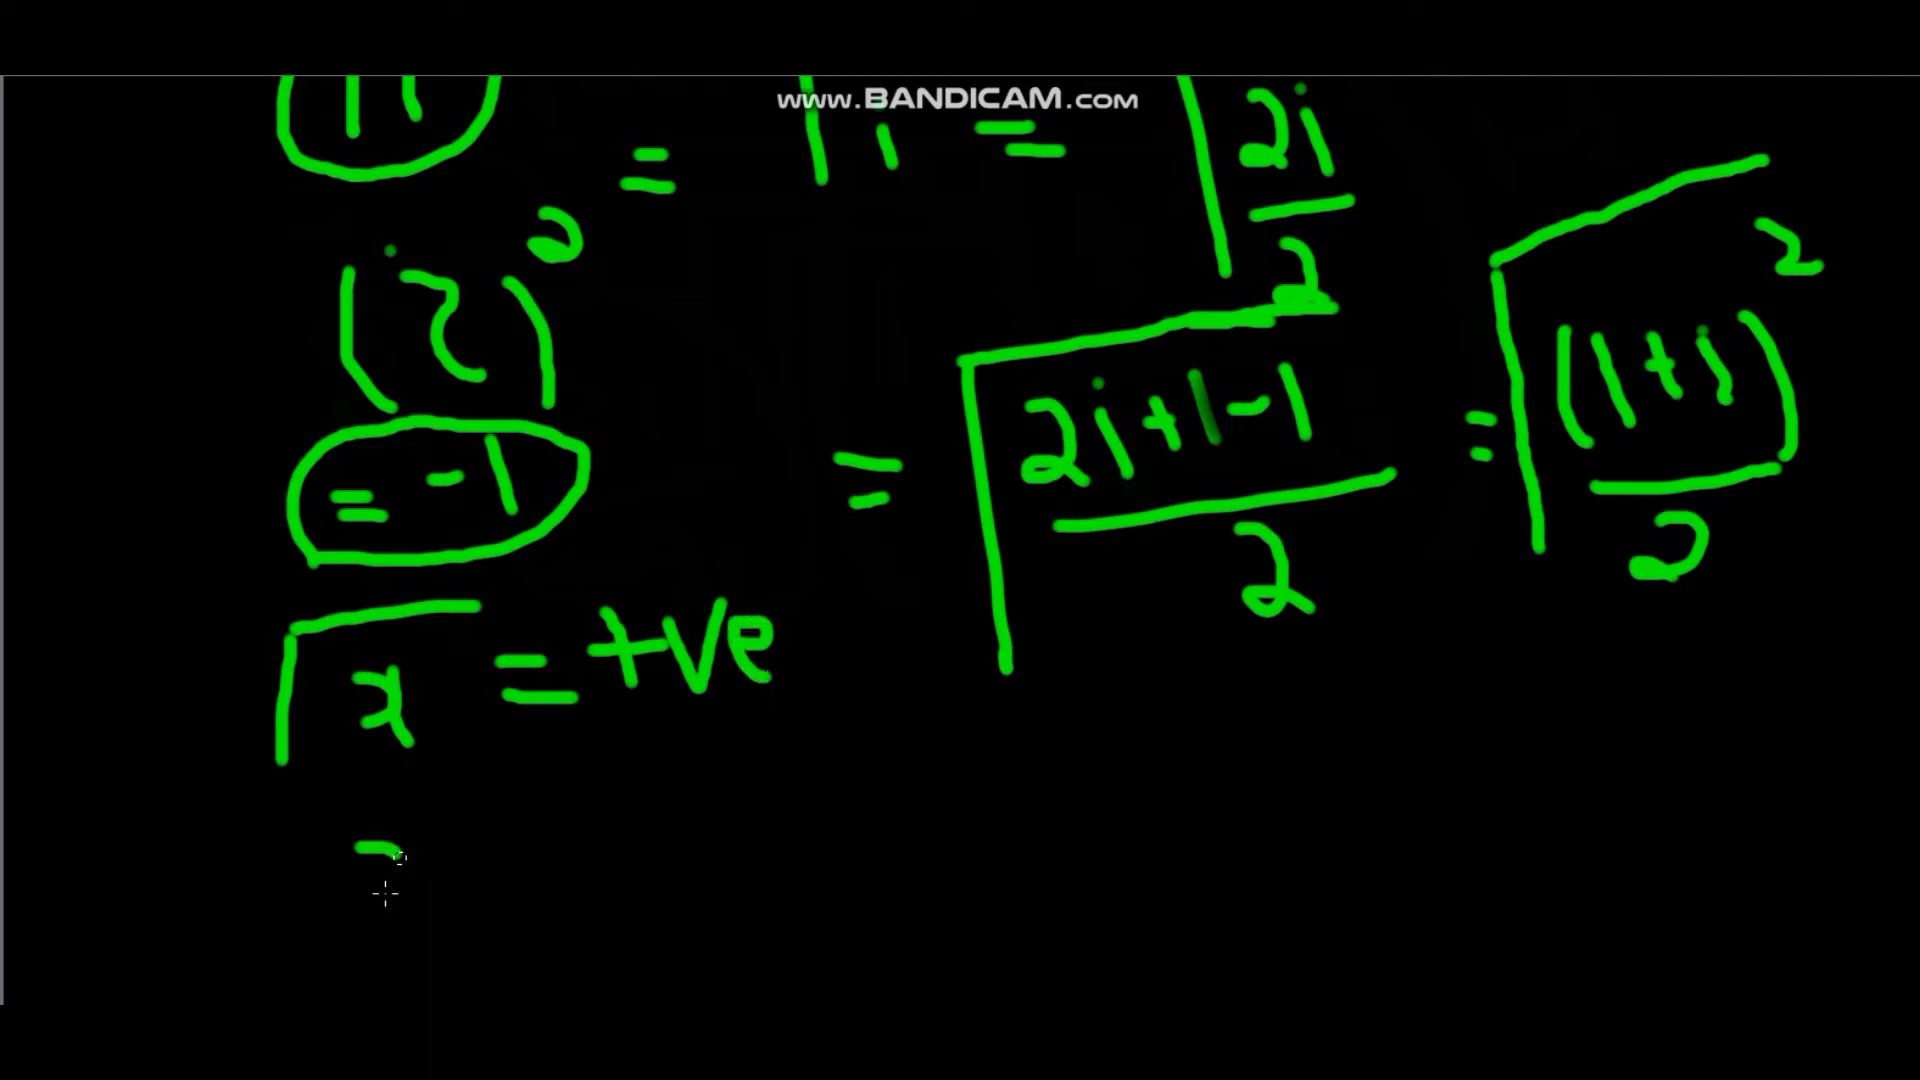 www.BANDICAM.com
= √i = √2i/2
(i)²
= -1
= √2i+1-1/2 = √(1+i)²/2
√x = +ve